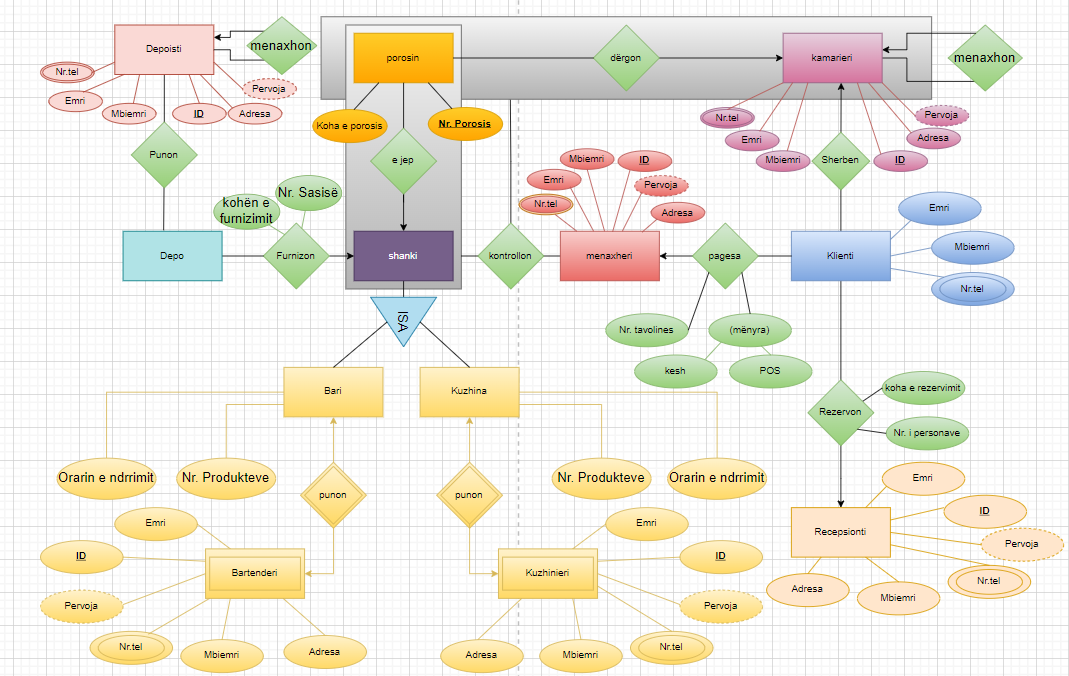 Depoisti
menaxhon
porosin
dërgon
kamarieri
menaxhon
Nr.tel
Emri
Mbiemri
ID
Adresa
Pervoja
Koha e porosis
Nr. Porosis
Nr.tel
Emri
Mbiemri
ID
Adresa
Pervoja
Punon
e jep
Sherben
Mbiemri
ID
Emri
Pervoja
Nr.tel
Adresa
Nr. Sasisë
kohën e
furnizimit
Emri
Mbiemri
Nr.tel
Depo
Furnizon
shanki
kontrollon
menaxheri
pagesa
Klienti
ISA
Nr. tavolines
(mënyra)
kesh
POS
Bari
Kuzhina
koha e rezervimit
Rezervon
Nr. i personave
Orarin e ndrrimit
Nr. Produkteve
punon
punon
Nr. Produkteve
Orarin e ndrrimit
Emri
ID
Pervoja
Nr.tel
Mbiemri
Adresa
Recepsionti
Emri
ID
Bartenderi
Pervoja
Nr.tel
Mbiemri
Adresa
Emri
ID
Kuzhinieri
Pervoja
Nr.tel
Mbiemri
Adresa